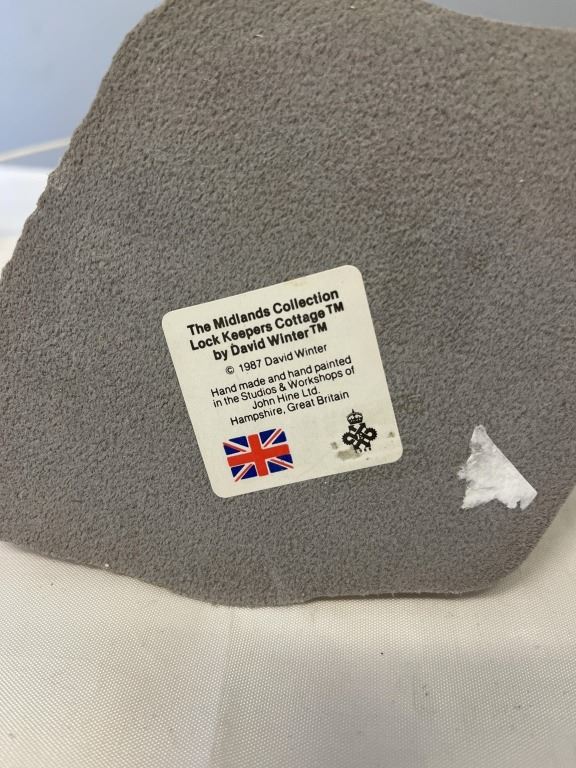 The Midlands Collection
Lock Keepers Cottage™
by David Winter™
© 1987 David Winter
Hand made and hand painted
in the Studios & Workshops of
John Hine Ltd.
Hampshire, Great Britain